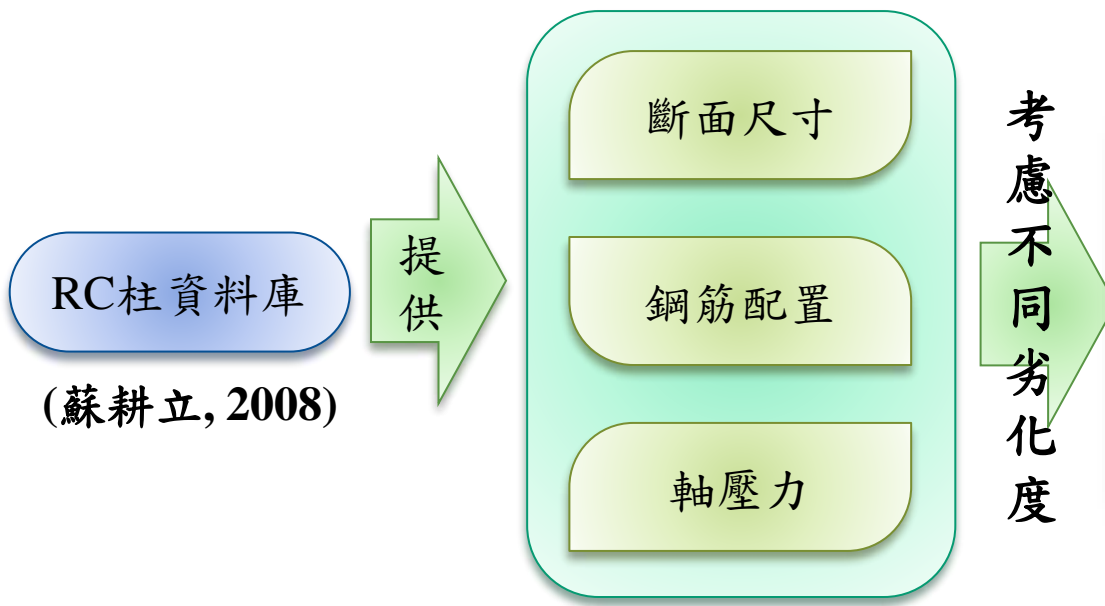 RC柱資料庫
(蘇耕立, 2008)
提
供
斷面尺寸
鋼筋配置
軸壓力
考
慮
不
同
劣
化
度